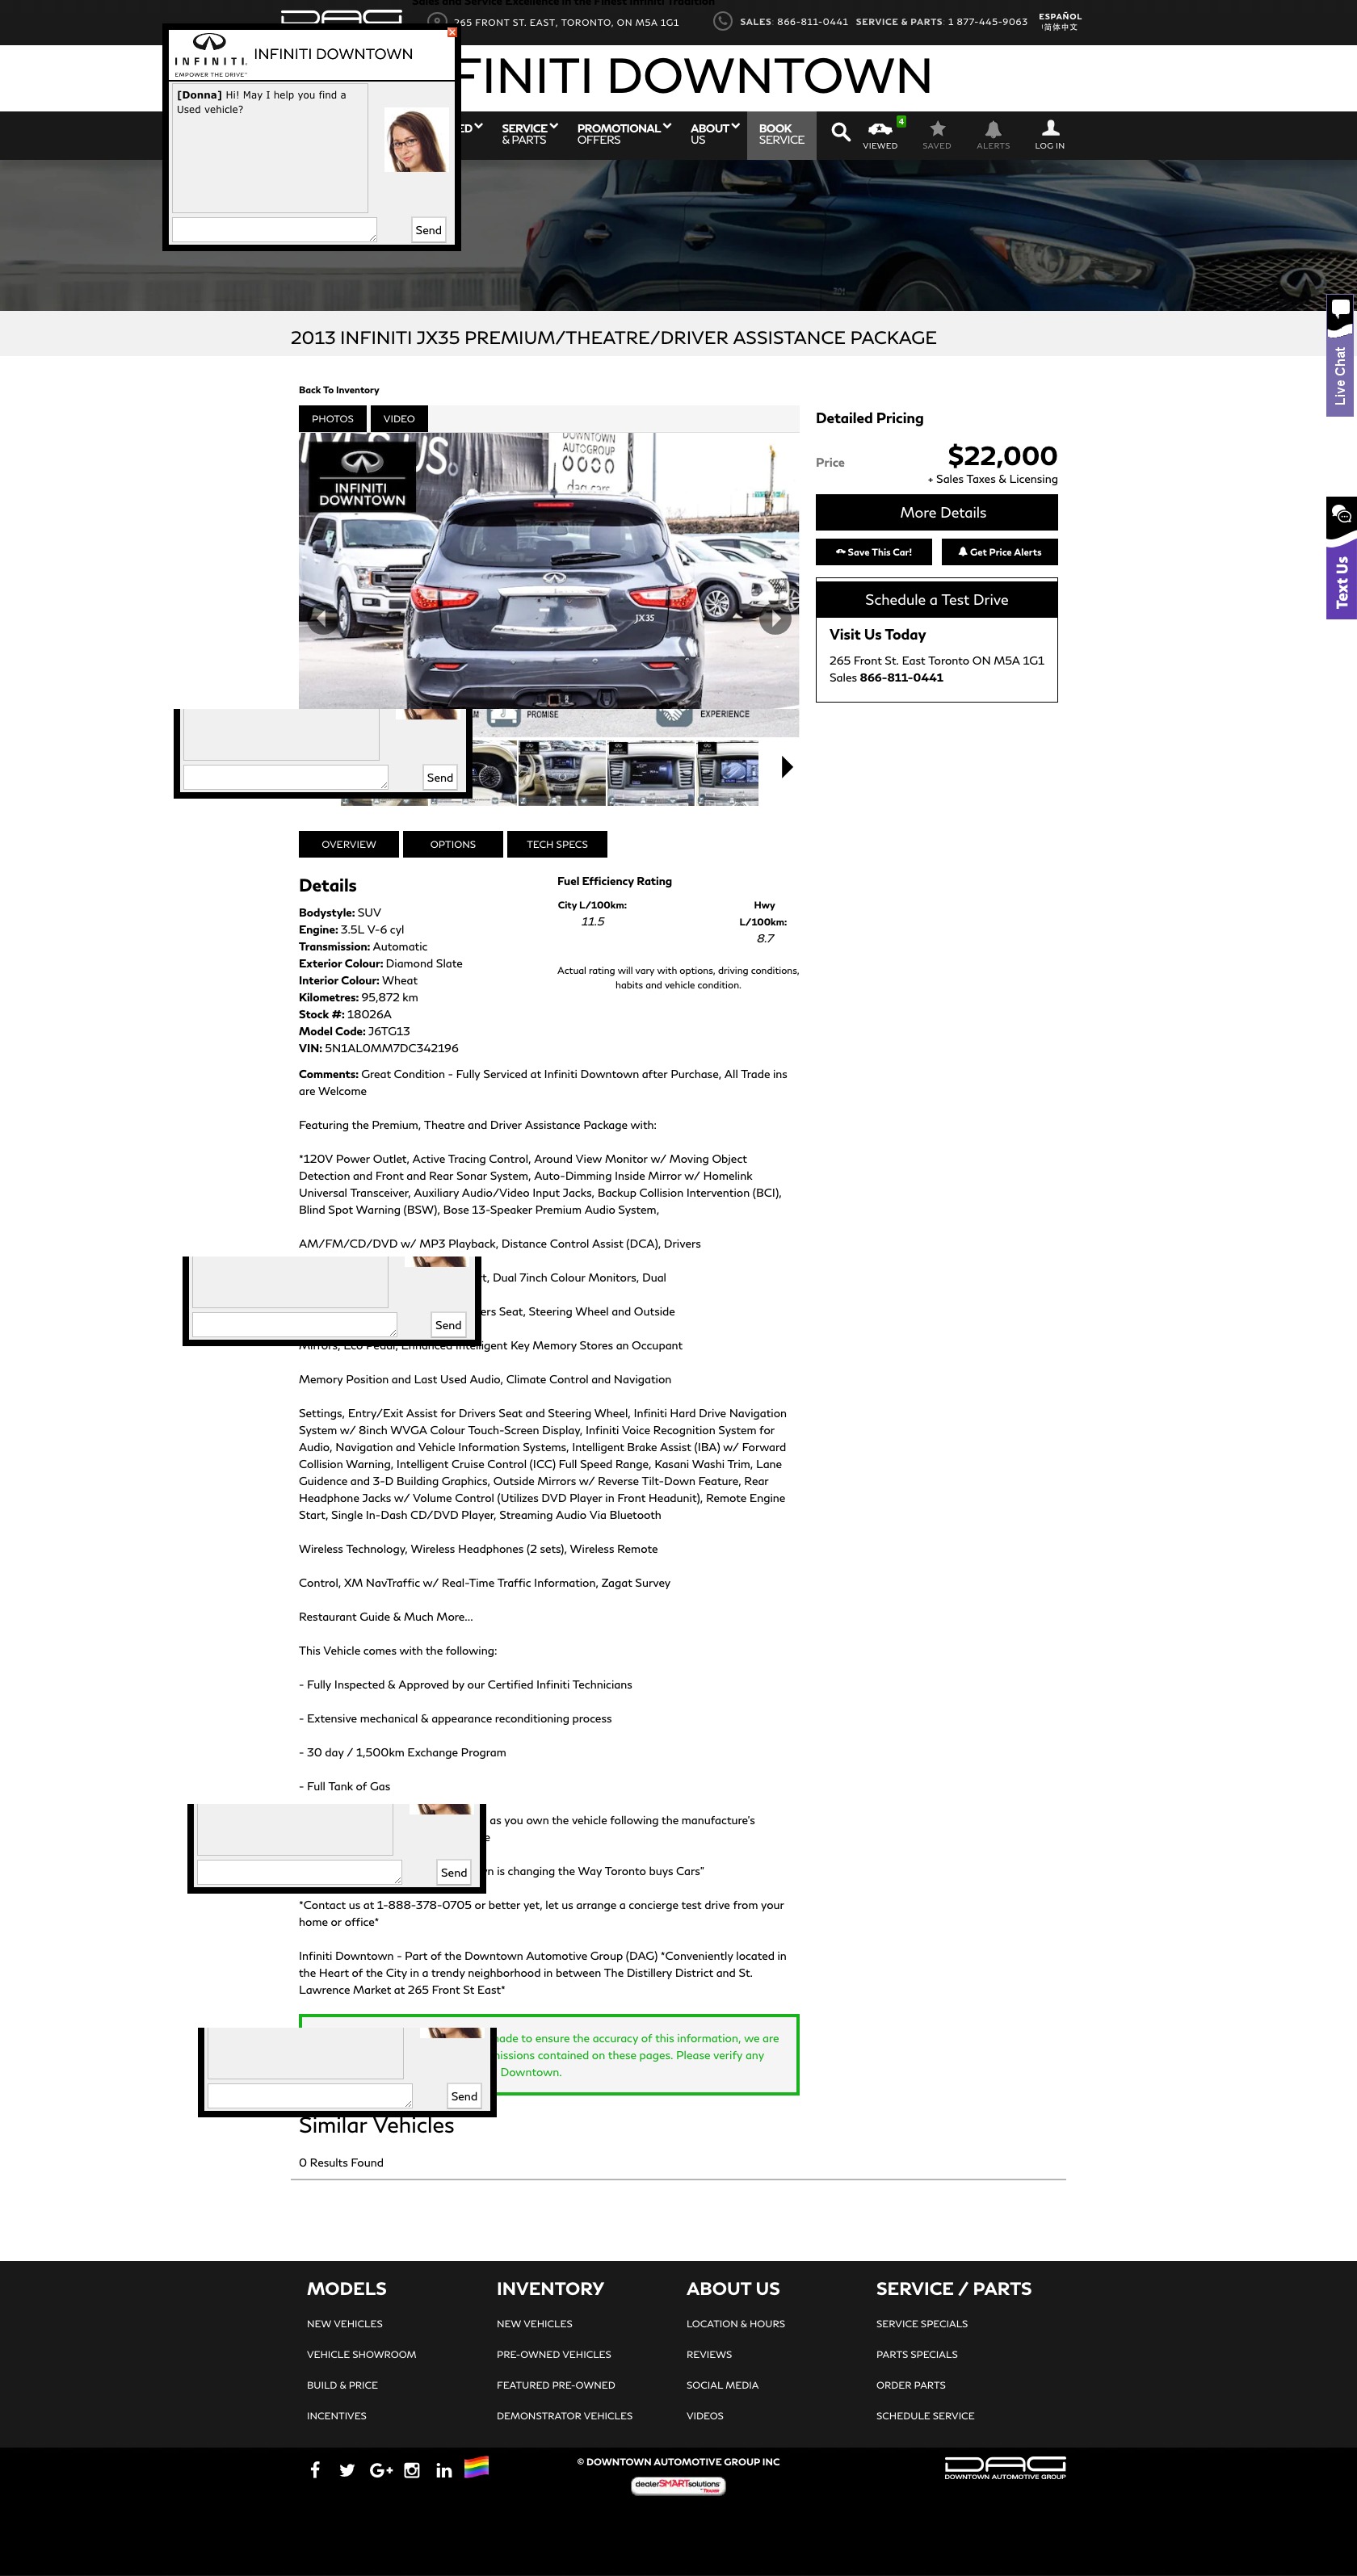 Sales and Service Excellence in the Finest Infiniti Tradition
DAG
265 FRONT ST. EAST, TORONTO, ON M5A 1G1
SALES: 866-811-0441 SERVICE & PARTS: 1 877-445-9063
ESPAÑOL
简体中文
INFINITI
EMPOWER THE DRIVE
INFINITI DOWNTOWN
FINITI DOWNTOWN
[Donna] Hi! May I help you find a
Used vehicle?
Send
ED
SERVICE
& PARTS
PROMOTIONAL
OFFERS
ABOUT
US
BOOK
SERVICE
4
VIEWED
SAVED
ALERTS
LOG IN
Live Chat
Text Us
2013 INFINITI JX35 PREMIUM/THEATRE/DRIVER ASSISTANCE PACKAGE
Back To Inventory
PHOTOS
VIDEO
INFINITI
DOWNTOWN
DOWNTOWN
AUTOGROUP
dag.cars
JX35
PROMISE
EXPERIENCE
Detailed Pricing
Price
$22,000
+ Sales Taxes & Licensing
More Details
Save This Car!
Get Price Alerts
Schedule a Test Drive
Visit Us Today
265 Front St. East Toronto ON M5A 1G1
Sales 866-811-0441
Send
OVERVIEW
OPTIONS
TECH SPECS
Details
Bodystyle: SUV
Engine: 3.5L V-6 cyl
Transmission: Automatic
Exterior Colour: Diamond Slate
Interior Colour: Wheat
Kilometres: 95,872 km
Stock #: 18026A
Model Code: J6TG13
VIN: 5N1AL0MM7DC342196
Fuel Efficiency Rating
City L/100km:
11.5
Hwy
L/100km:
8.7
Actual rating will vary with options, driving conditions,
habits and vehicle condition.
Comments: Great Condition - Fully Serviced at Infiniti Downtown after Purchase, All Trade ins
are Welcome
Featuring the Premium, Theatre and Driver Assistance Package with:
*120V Power Outlet, Active Tracing Control, Around View Monitor w/ Moving Object
Detection and Front and Rear Sonar System, Auto-Dimming Inside Mirror w/ Homelink
Universal Transceiver, Auxiliary Audio/Video Input Jacks, Backup Collision Intervention (BCI),
Blind Spot Warning (BSW), Bose 13-Speaker Premium Audio System,
AM/FM/CD/DVD w/ MP3 Playback, Distance Control Assist (DCA), Drivers
t, Dual 7inch Colour Monitors, Dual
ers Seat, Steering Wheel and Outside
Send
Mirrors, Eco Pedal, Enhanced Intelligent Key Memory Stores an Occupant
Memory Position and Last Used Audio, Climate Control and Navigation
Settings, Entry/Exit Assist for Drivers Seat and Steering Wheel, Infiniti Hard Drive Navigation
System w/ 8inch WVGA Colour Touch-Screen Display, Infiniti Voice Recognition System for
Audio, Navigation and Vehicle Information Systems, Intelligent Brake Assist (IBA) w/ Forward
Collision Warning, Intelligent Cruise Control (ICC) Full Speed Range, Kasani Washi Trim, Lane
Guidence and 3-D Building Graphics, Outside Mirrors w/ Reverse Tilt-Down Feature, Rear
Headphone Jacks w/ Volume Control (Utilizes DVD Player in Front Headunit), Remote Engine
Start, Single In-Dash CD/DVD Player, Streaming Audio Via Bluetooth
Wireless Technology, Wireless Headphones (2 sets), Wireless Remote
Control, XM NavTraffic w/ Real-Time Traffic Information, Zagat Survey
Restaurant Guide & Much More...
This Vehicle comes with the following:
- Fully Inspected & Approved by our Certified Infiniti Technicians
- Extensive mechanical & appearance reconditioning process
- 30 day / 1,500km Exchange Program
- Full Tank of Gas
as you own the vehicle following the manufacture's
e
Send
n is changing the Way Toronto buys Cars"
*Contact us at 1-888-378-0705 or better yet, let us arrange a concierge test drive from your
home or office*
Infiniti Downtown - Part of the Downtown Automotive Group (DAG) *Conveniently located in
the Heart of the City in a trendy neighborhood in between The Distillery District and St.
Lawrence Market at 265 Front St East*
made to ensure the accuracy of this information, we are
missions contained on these pages. Please verify any
Downtown.
Send
Similar Vehicles
0 Results Found
MODELS
NEW VEHICLES
VEHICLE SHOWROOM
BUILD & PRICE
INCENTIVES
INVENTORY
NEW VEHICLES
PRE-OWNED VEHICLES
FEATURED PRE-OWNED
DEMONSTRATOR VEHICLES
ABOUT US
LOCATION & HOURS
REVIEWS
SOCIAL MEDIA
VIDEOS
SERVICE / PARTS
SERVICE SPECIALS
PARTS SPECIALS
ORDER PARTS
SCHEDULE SERVICE
© DOWNTOWN AUTOMOTIVE GROUP INC
dealerSMARTsolutions
DAG
DOWNTOWN AUTOMOTIVE GROUP